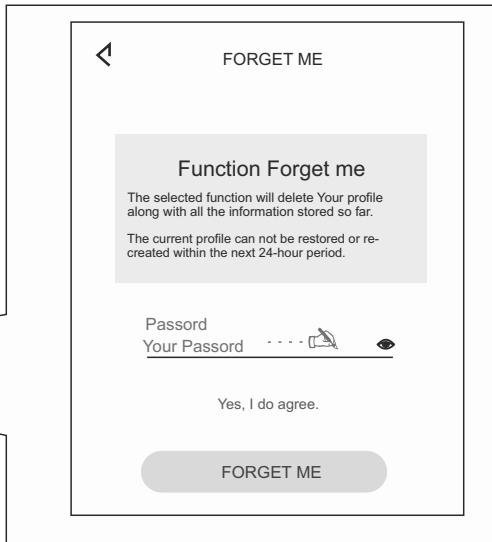 FORGET ME
Function Forget me
The selected function will delete Your profile
along with all the information stored so far.
The current profile can not be restored or re-
created within the next 24-hour period.
Passord
Your Passord - - - -
Yes, I do agree.
FORGET ME